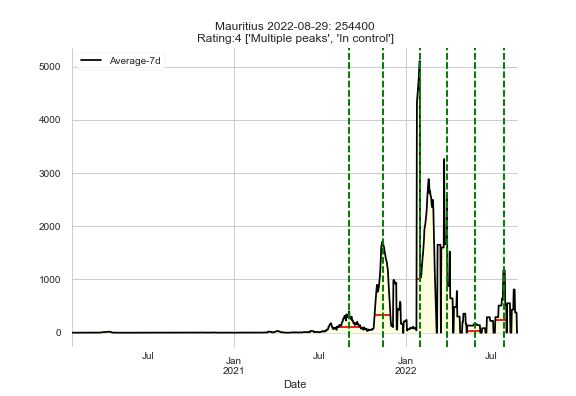 Mauritius 2022-08-29: 254400
Rating:4 ['Multiple peaks', 'In control']
Average-7d
5000
4000
3000
2000
1000
0
Jul
Jan
2021
Jul
Jan
2022
Jul
Date